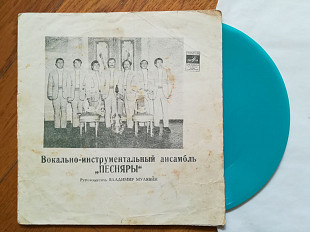 Вокально-инструментальный ансамбль
„ПЕСНЯРЫ"
Руководитель ВЛАДИМИР МУЛЯВИН